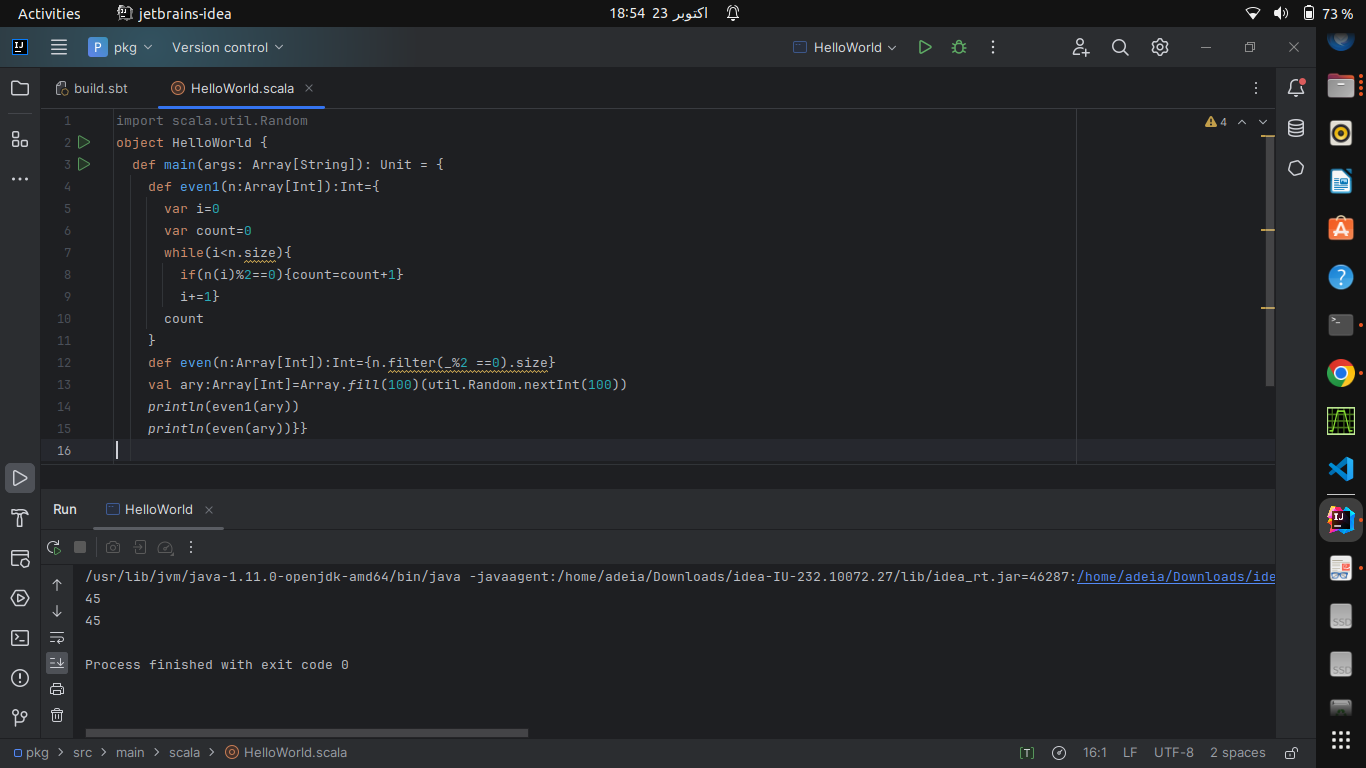 Activities
jetbrains-idea
18:54 23 اكتوبر
73 %
IJ
P pkg
Version control
HelloWorld
build.sbt
HelloWorld.scala
4
1 import scala.util.Random
2 object HelloWorld {
3 def main(args: Array[String]): Unit = {
4 def even1(n:Array[Int]):Int={
5 var i=0
6 var count=0
7 while(i<n.size){
8 if(n(i)%2==0){count=count+1}
9 i+=1}
10 count
11 }
12 def even(n:Array[Int]):Int={n.filter(_%2 ==0).size}
13 val ary:Array[Int]=Array.fill(100)(util.Random.nextInt(100))
14 println(even1(ary))
15 println(even(ary))}}
16
Run
HelloWorld
/usr/lib/jvm/java-1.11.0-openjdk-amd64/bin/java -javaagent:/home/adeia/Downloads/idea-IU-232.10072.27/lib/idea_rt.jar=46287:/home/adeia/Downloads/ide
45
45
Process finished with exit code 0
pkg > src > main > scala > HelloWorld.scala
[T]
16:1
LF
UTF-8
2 spaces
IJ
SSD
SSD